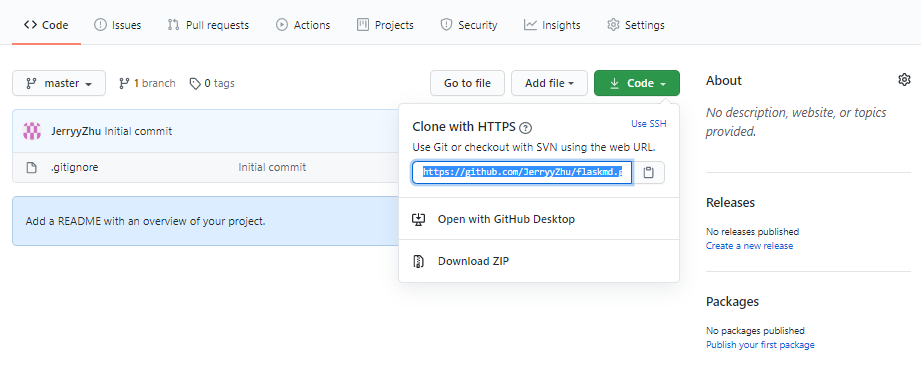 Code Issues Pull requests Actions Projects Security Insights Settings
master 1 branch 0 tags Go to file Add file Code
JerryyZhu Initial commit
.gitignore Initial commit
Add a README with an overview of your project.
Clone with HTTPS Use SSH
Use Git or checkout with SVN using the web URL.
https://github.com/JerryyZhu/flaskmd.g
Open with GitHub Desktop
Download ZIP
About
No description, website, or topics
provided.
Releases
No releases published
Create a new release
Packages
No packages published
Publish your first package